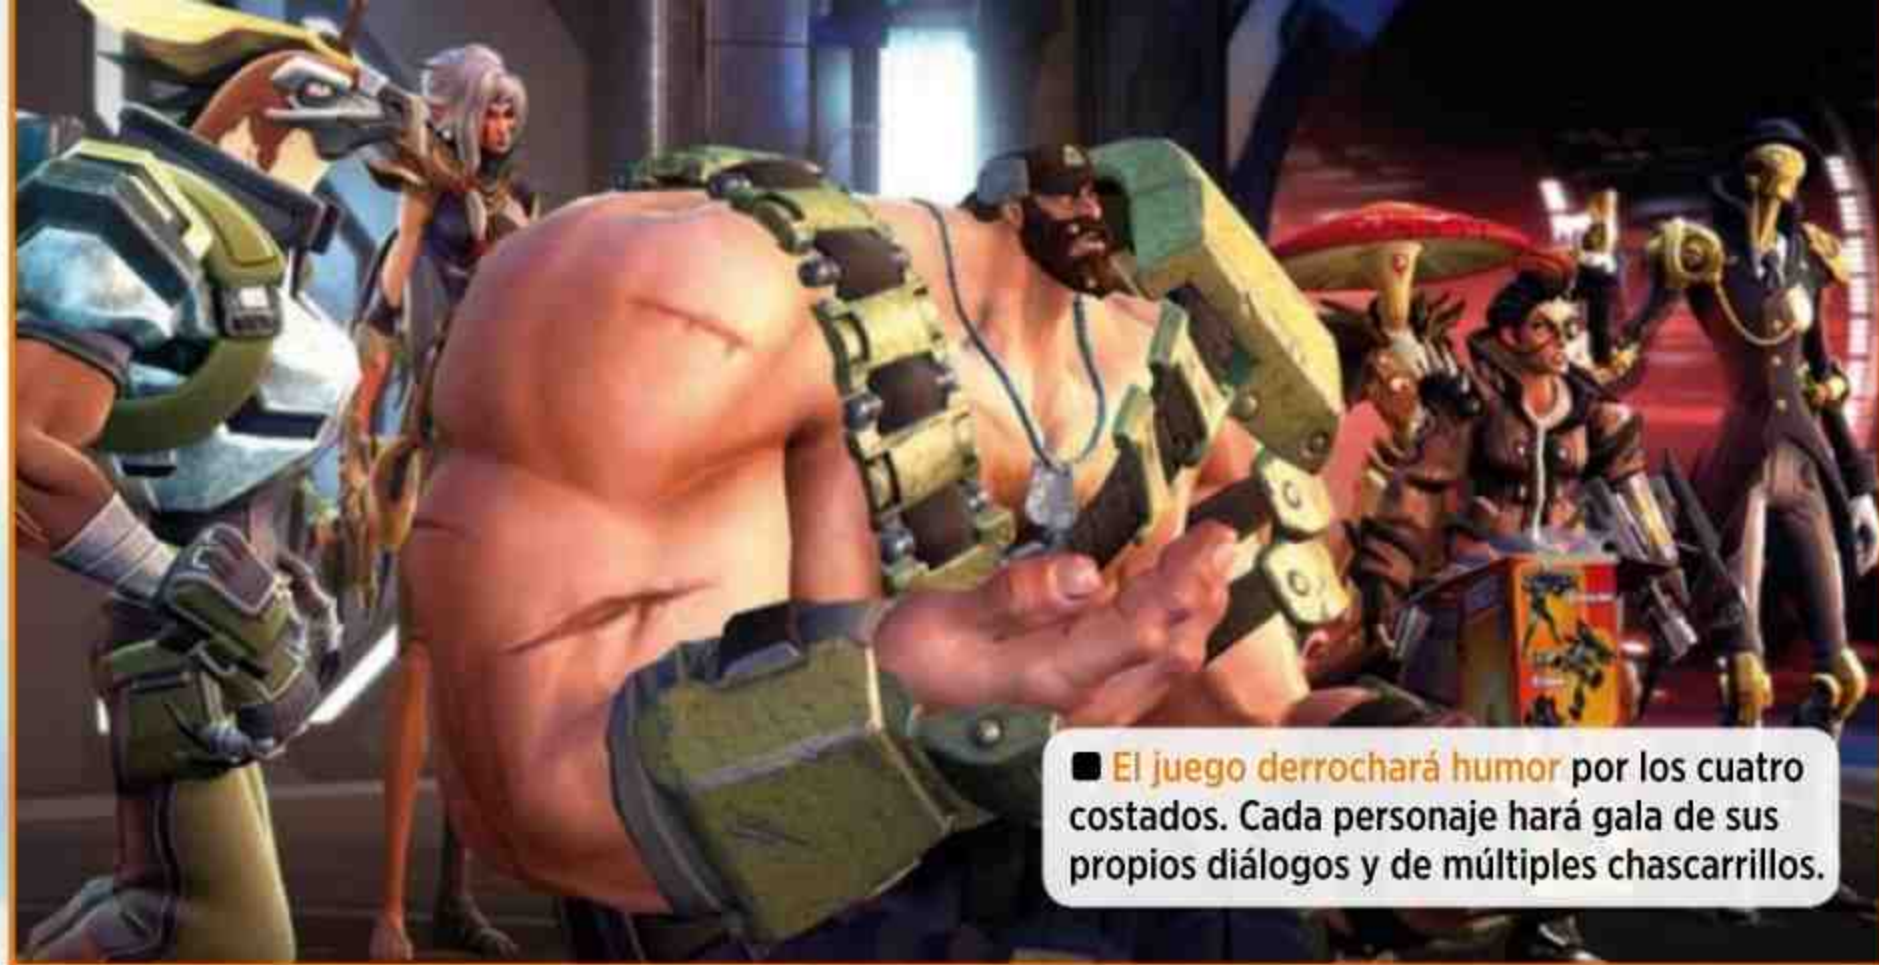 ■ El juego derrochará humor por los cuatro
costados. Cada personaje hará gala de sus
propios diálogos y de múltiples chascarrillos.